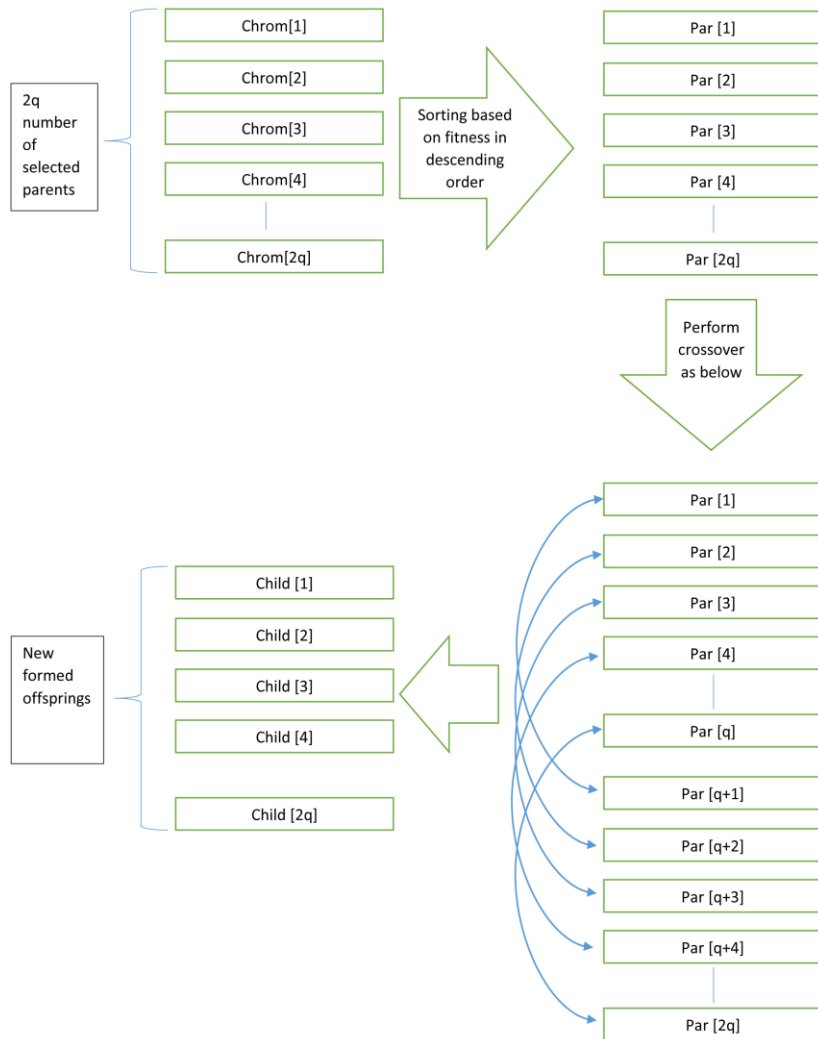 2q
number
of
selected
parents
Chrom[1]
Chrom[2]
Chrom[3]
Chrom[4]
Chrom[2q]
Sorting based
on fitness in
descending
order
Par [1]
Par [2]
Par [3]
Par [4]
Par [2q]
Perform
crossover
as below
Par [1]
Par [2]
Par [3]
Par [4]
Par [q]
Par [q+1]
Par [q+2]
Par [q+3]
Par [q+4]
Par [2q]
Child [1]
Child [2]
Child [3]
Child [4]
Child [2q]
New
formed
offsprings